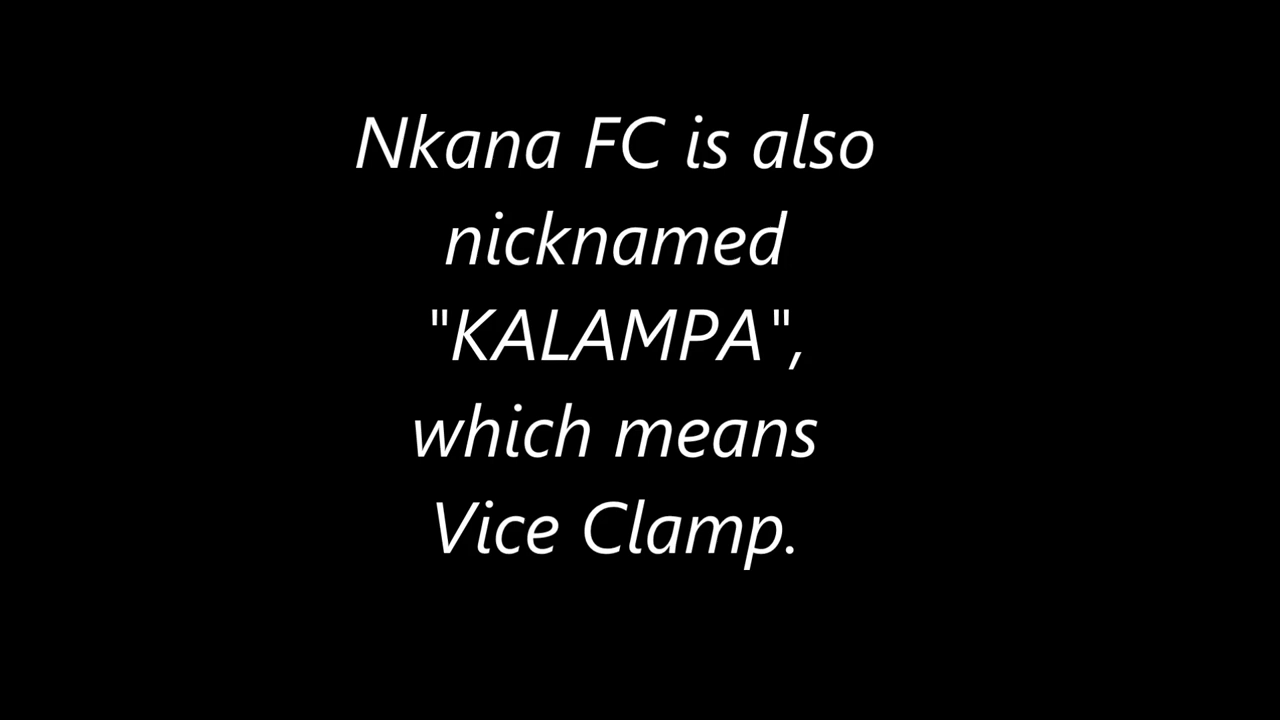 Nkana FC is also
nicknamed
"KALAMPA",
which means
Vice Clamp.